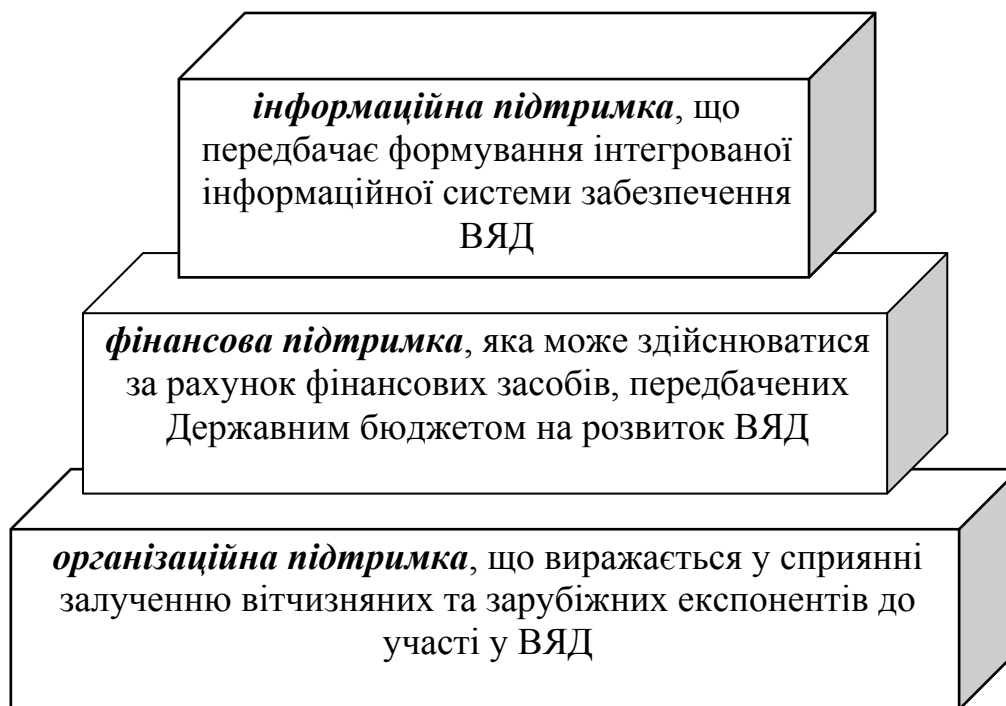 інформаційна підтримка, що
передбачає формування інтегрованої
інформаційної системи забезпечення
ВЯД
фінансова підтримка, яка може здійснюватися
за рахунок фінансових засобів, передбачених
Державним бюджетом на розвиток ВЯД
організаційна підтримка, що виражається у сприянні
залученню вітчизняних та зарубіжних експонентів до
участі у ВЯД